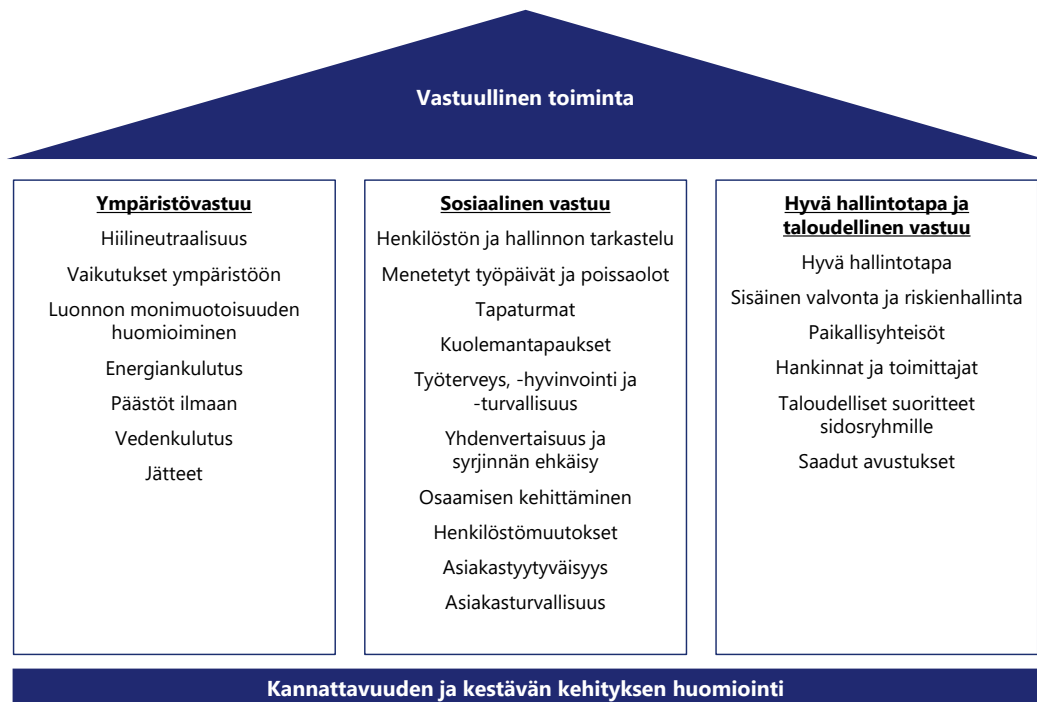 Vastuullinen toiminta
Ympäristövastuu
Hiilineutraalisuus
Vaikutukset ympäristöön
Luonnon monimuotoisuuden
huomioiminen
Energiankulutus
Päästöt ilmaan
Vedenkulutus
Jätteet
Sosiaalinen vastuu
Henkilöstön ja hallinnon tarkastelu
Menetetyt työpäivät ja poissaolot
Tapaturmat
Kuolemantapaukset
Työterveys, -hyvinvointi ja
-turvallisuus
Yhdenvertaisuus ja
syrjinnän ehkäisy
Osaamisen kehittäminen
Henkilöstömuutokset
Asiakastyytyväisyys
Asiakasturvallisuus
Hyvä hallintotapa ja
taloudellinen vastuu
Hyvä hallintotapa
Sisäinen valvonta ja riskienhallinta
Paikallisyhteisöt
Hankinnat ja toimittajat
Taloudelliset suoritteet
sidosryhmille
Saadut avustukset
Kannattavuuden ja kestävän kehityksen huomiointi